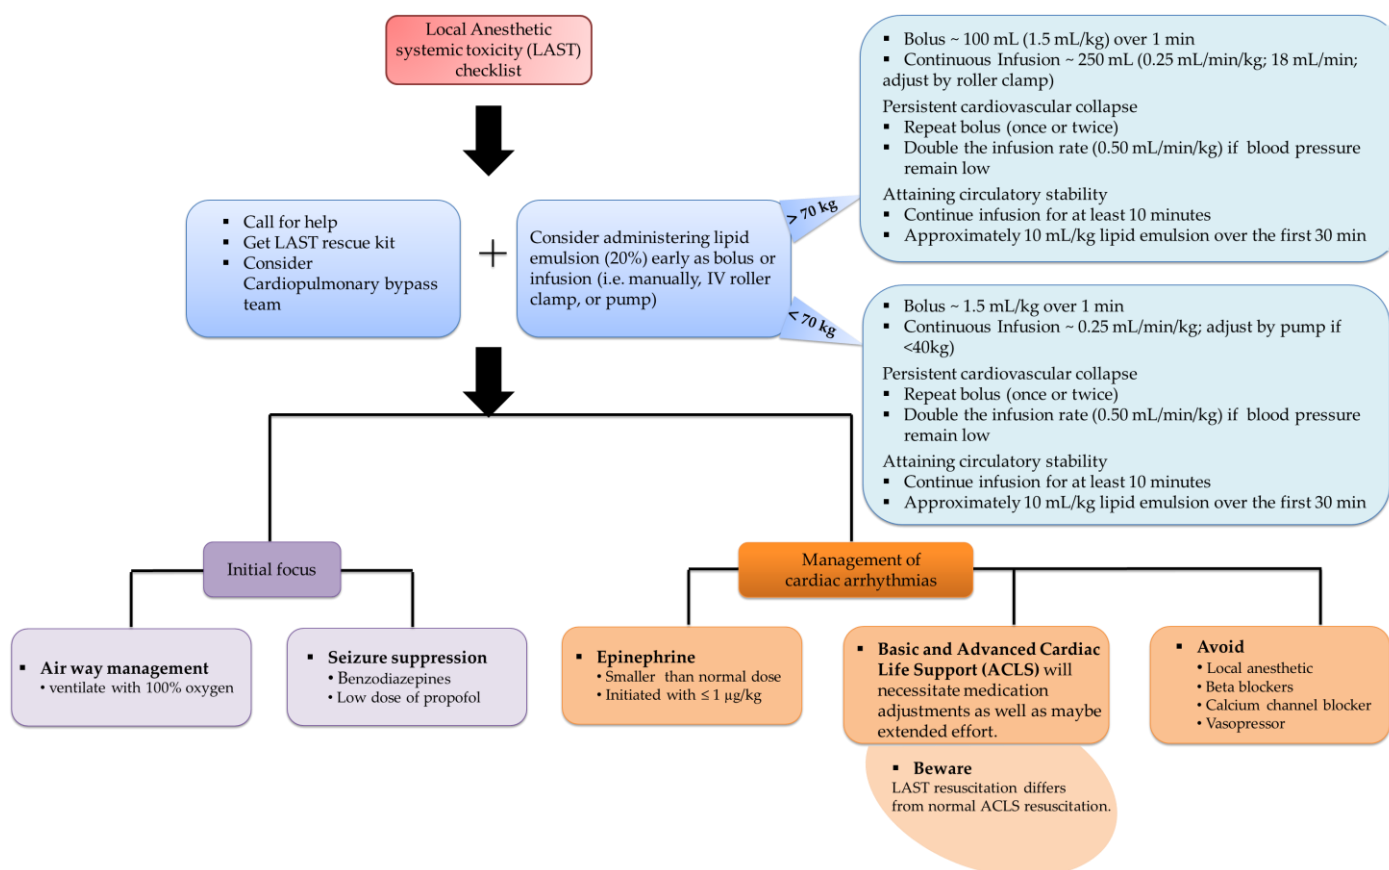 Local Anesthetic
systemic toxicity (LAST)
checklist
▪ Call for help
▪ Get LAST rescue kit
▪ Consider
Cardiopulmonary bypass
team
+
Consider administering lipid
emulsion (20%) early as bolus or
infusion (i.e. manually, IV roller
clamp, or pump)
> 70 kg
▪ Bolus ~ 100 mL (1.5 mL/kg) over 1 min
▪ Continuous Infusion ~ 250 mL (0.25 mL/min/kg; 18 mL/min;
adjust by roller clamp)
Persistent cardiovascular collapse
▪ Repeat bolus (once or twice)
▪ Double the infusion rate (0.50 mL/min/kg) if blood pressure
remain low
Attaining circulatory stability
▪ Continue infusion for at least 10 minutes
▪ Approximately 10 mL/kg lipid emulsion over the first 30 min
< 70 kg
▪ Bolus ~ 1.5 mL/kg over 1 min
▪ Continuous Infusion ~ 0.25 mL/min/kg; adjust by pump if
<40kg)
Persistent cardiovascular collapse
▪ Repeat bolus (once or twice)
▪ Double the infusion rate (0.50 mL/min/kg) if blood pressure
remain low
Attaining circulatory stability
▪ Continue infusion for at least 10 minutes
▪ Approximately 10 mL/kg lipid emulsion over the first 30 min
Initial focus
▪ Air way management
• ventilate with 100% oxygen
▪ Seizure suppression
• Benzodiazepines
• Low dose of propofol
Management of
cardiac arrhythmias
▪ Epinephrine
• Smaller than normal dose
• Initiated with ≤ 1 µg/kg
▪ Basic and Advanced Cardiac
Life Support (ACLS) will
necessitate medication
adjustments as well as maybe
extended effort.
▪ Beware
LAST resuscitation differs
from normal ACLS resuscitation.
▪ Avoid
• Local anesthetic
• Beta blockers
• Calcium channel blocker
• Vasopressor